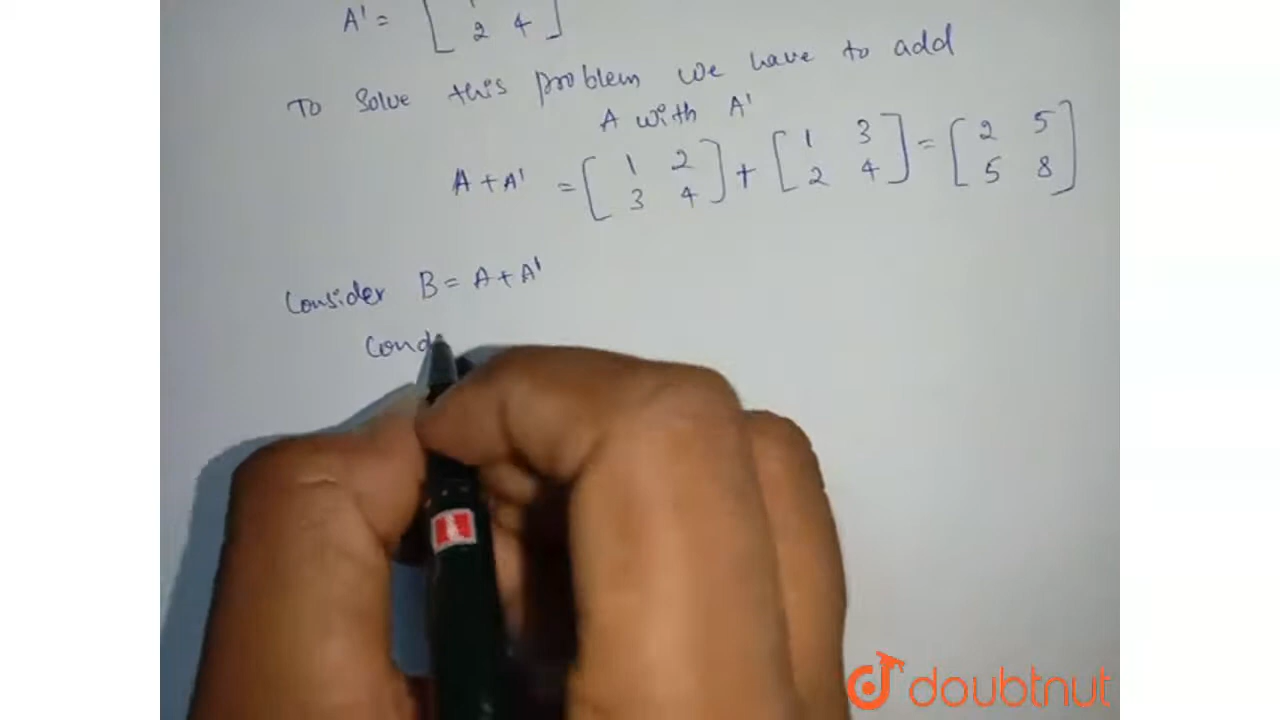 A' = [ 2 4 ]
To Solve this problem we have to add
A with A'
A + A' = [ 1 2 3 4 ] + [ 1 3 2 4 ] = [ 2 5 5 8 ]
Consider B = A + A'
Cond
doubtnut